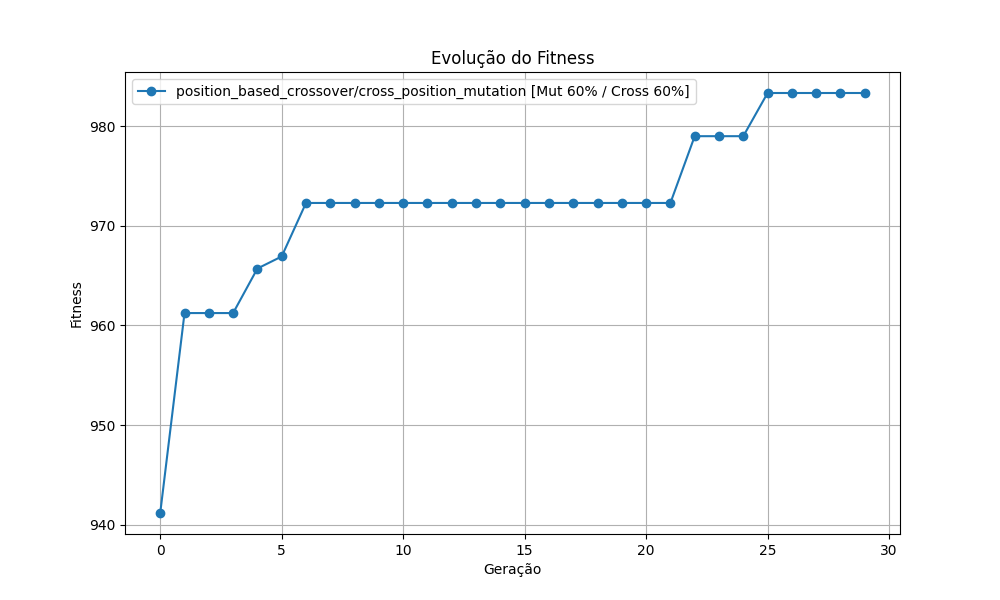 Evolução do Fitness
position_based_crossover/cross_position_mutation [Mut 60% / Cross 60%]
980
970
960
950
940
Fitness
0 5 10 15 20 25 30
Geração